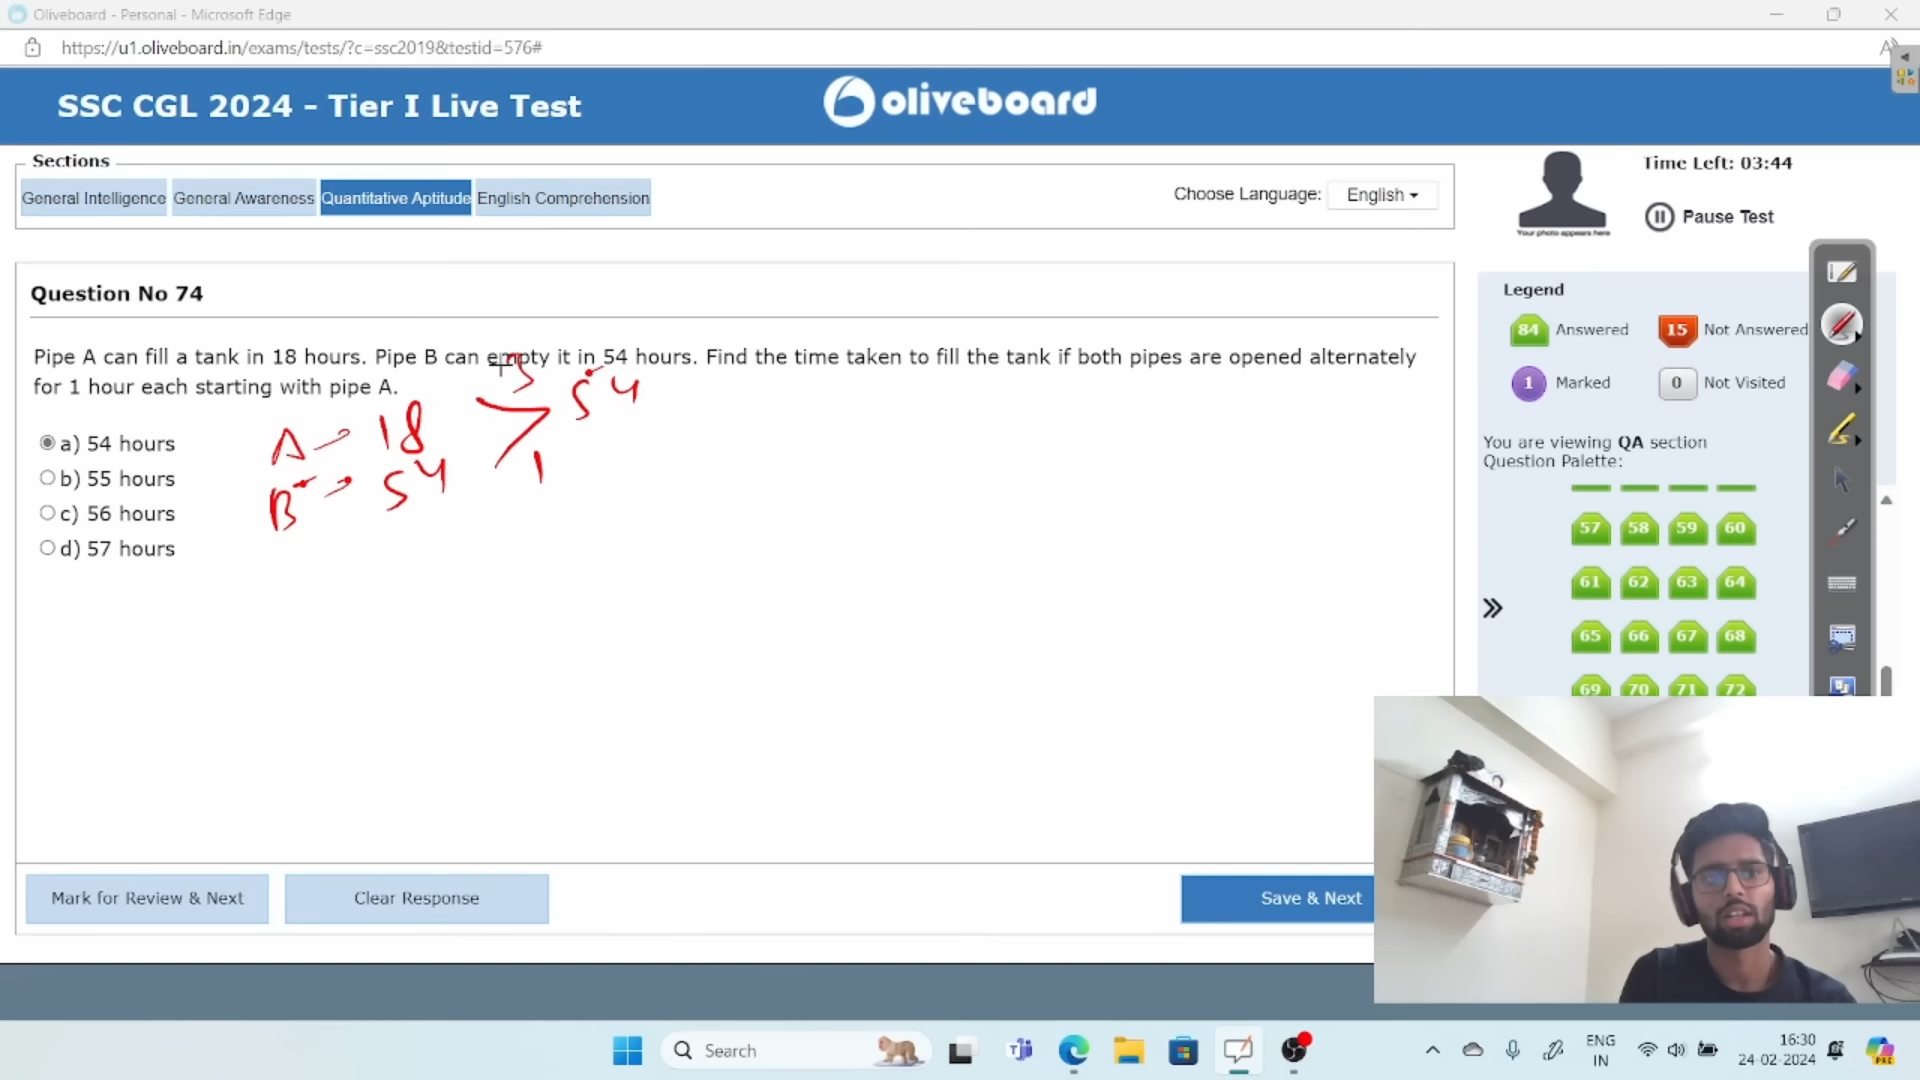 Oliveboard - Personal - Microsoft Edge
https://u1.oliveboard.in/exams/tests/?c=ssc2019&testid=576#
SSC CGL 2024 - Tier I Live Test
oliveboard
Sections
General Intelligence General Awareness Quantitative Aptitude English Comprehension
Choose Language: English
Your photo appears here
Time Left: 03:44
Pause Test
Question No 74
Pipe A can fill a tank in 18 hours. Pipe B can empty it in 54 hours. Find the time taken to fill the tank if both pipes are opened alternately
for 1 hour each starting with pipe A.
a) 54 hours
b) 55 hours
c) 56 hours
d) 57 hours
A → 18
B → 54
3
1
54
Legend
84 Answered 15 Not Answered
1 Marked 0 Not Visited
You are viewing QA section
Question Palette:
57 58 59 60
61 62 63 64
65 66 67 68
69 70 71 72
Mark for Review & Next
Clear Response
Save & Next
Search
ENG
IN
16:30
24-02-2024
PRE